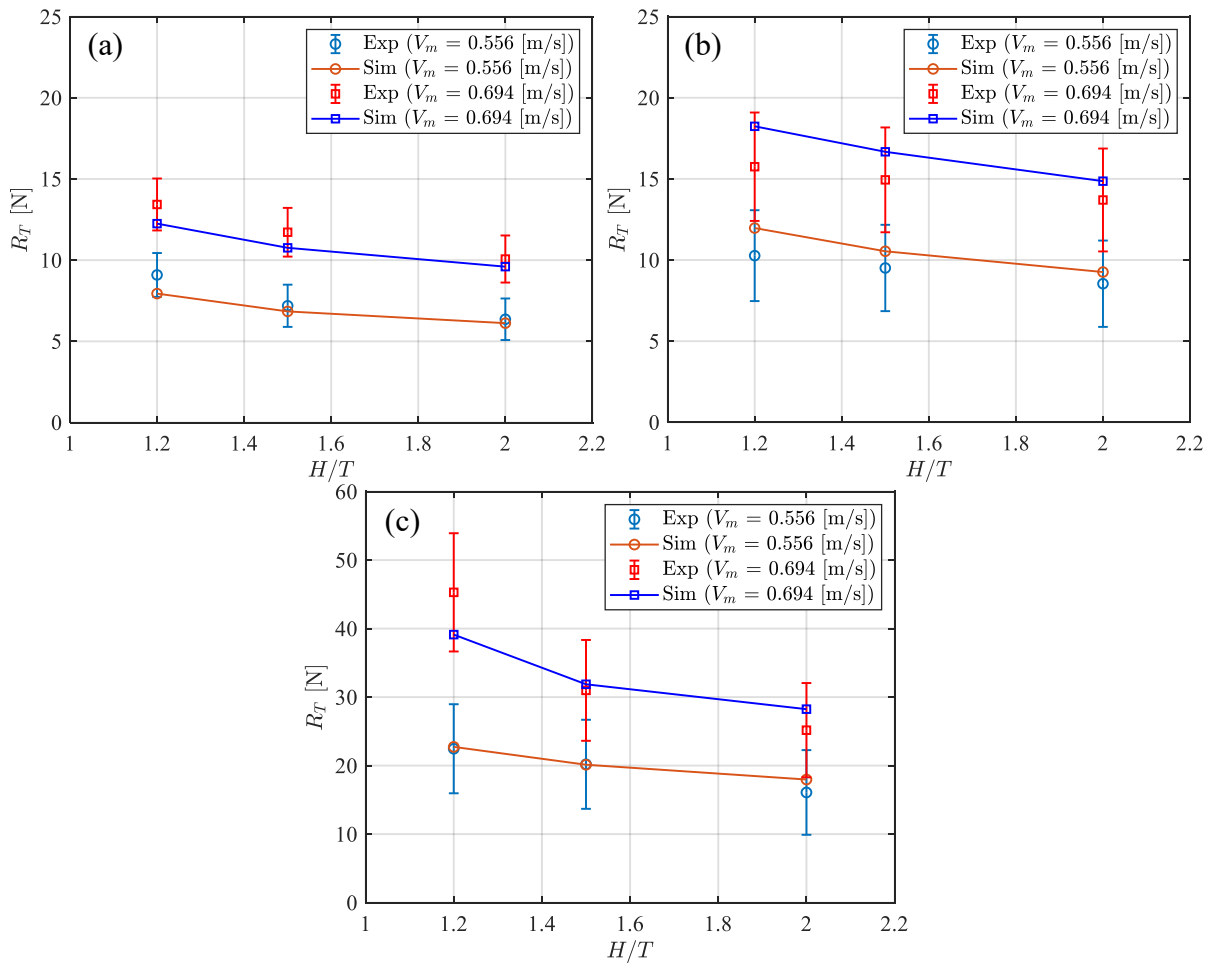 (a)
Exp (V_m = 0.556 [m/s])
Sim (V_m = 0.556 [m/s])
Exp (V_m = 0.694 [m/s])
Sim (V_m = 0.694 [m/s])
25
20
15
10
5
0
R_T [N]
1 1.2 1.4 1.6 1.8 2 2.2
H/T
(b)
Exp (V_m = 0.556 [m/s])
Sim (V_m = 0.556 [m/s])
Exp (V_m = 0.694 [m/s])
Sim (V_m = 0.694 [m/s])
25
20
15
10
5
0
R_T [N]
1 1.2 1.4 1.6 1.8 2 2.2
H/T
(c)
Exp (V_m = 0.556 [m/s])
Sim (V_m = 0.556 [m/s])
Exp (V_m = 0.694 [m/s])
Sim (V_m = 0.694 [m/s])
60
50
40
30
20
10
0
R_T [N]
1 1.2 1.4 1.6 1.8 2 2.2
H/T